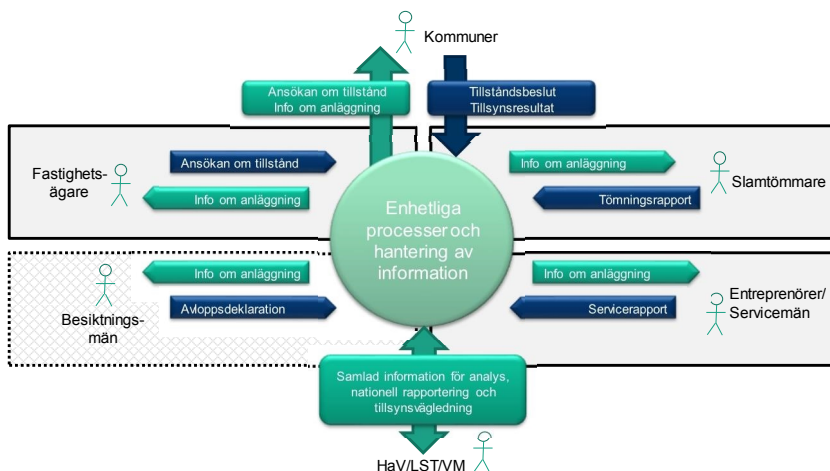 Kommuner
Ansökan om tillstånd
Info om anläggning
Tillståndsbeslut
Tillsynsresultat
Fastighets-
ägare
Ansökan om tillstånd
Info om anläggning
Info om anläggning
Tömningsrapport
Slamtömmare
Enhetliga
processer och
hantering av
information
Besiktnings-
män
Info om anläggning
Avloppsdeklaration
Info om anläggning
Servicerapport
Entreprenörer/
Servicemän
Samlad information för analys,
nationell rapportering och
tillsynsvägledning
HaV/LST/VM